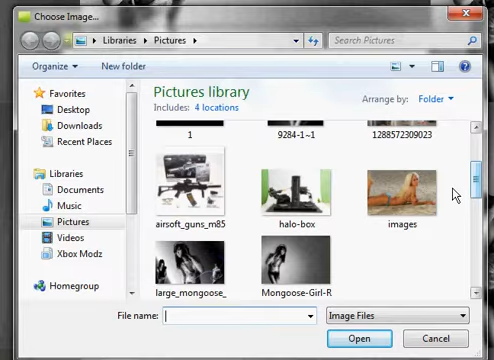 Choose Image...
Libraries Pictures
Search Pictures
Organize New folder
Favorites
Desktop
Downloads
Recent Places
Libraries
Documents
Music
Pictures
Videos
Xbox Modz
Homegroup
Pictures library
Includes: 4 locations
Arrange by: Folder
1 9284-1~1 1288572309023
airsoft_guns_m85 halo-box images
large_mongoose_ Mongoose-Girl-R
File name: Image Files
Open Cancel